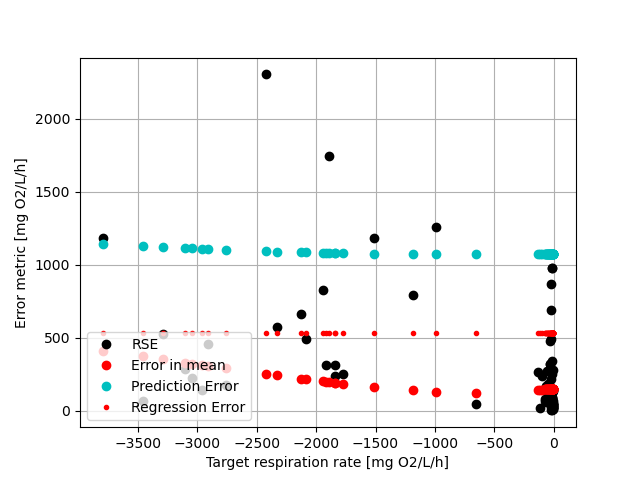 Error metric [mg O2/L/h]
2000
1500
1000
500
0
RSE
Error in mean
Prediction Error
Regression Error
−3500 −3000 −2500 −2000 −1500 −1000 −500 0
Target respiration rate [mg O2/L/h]